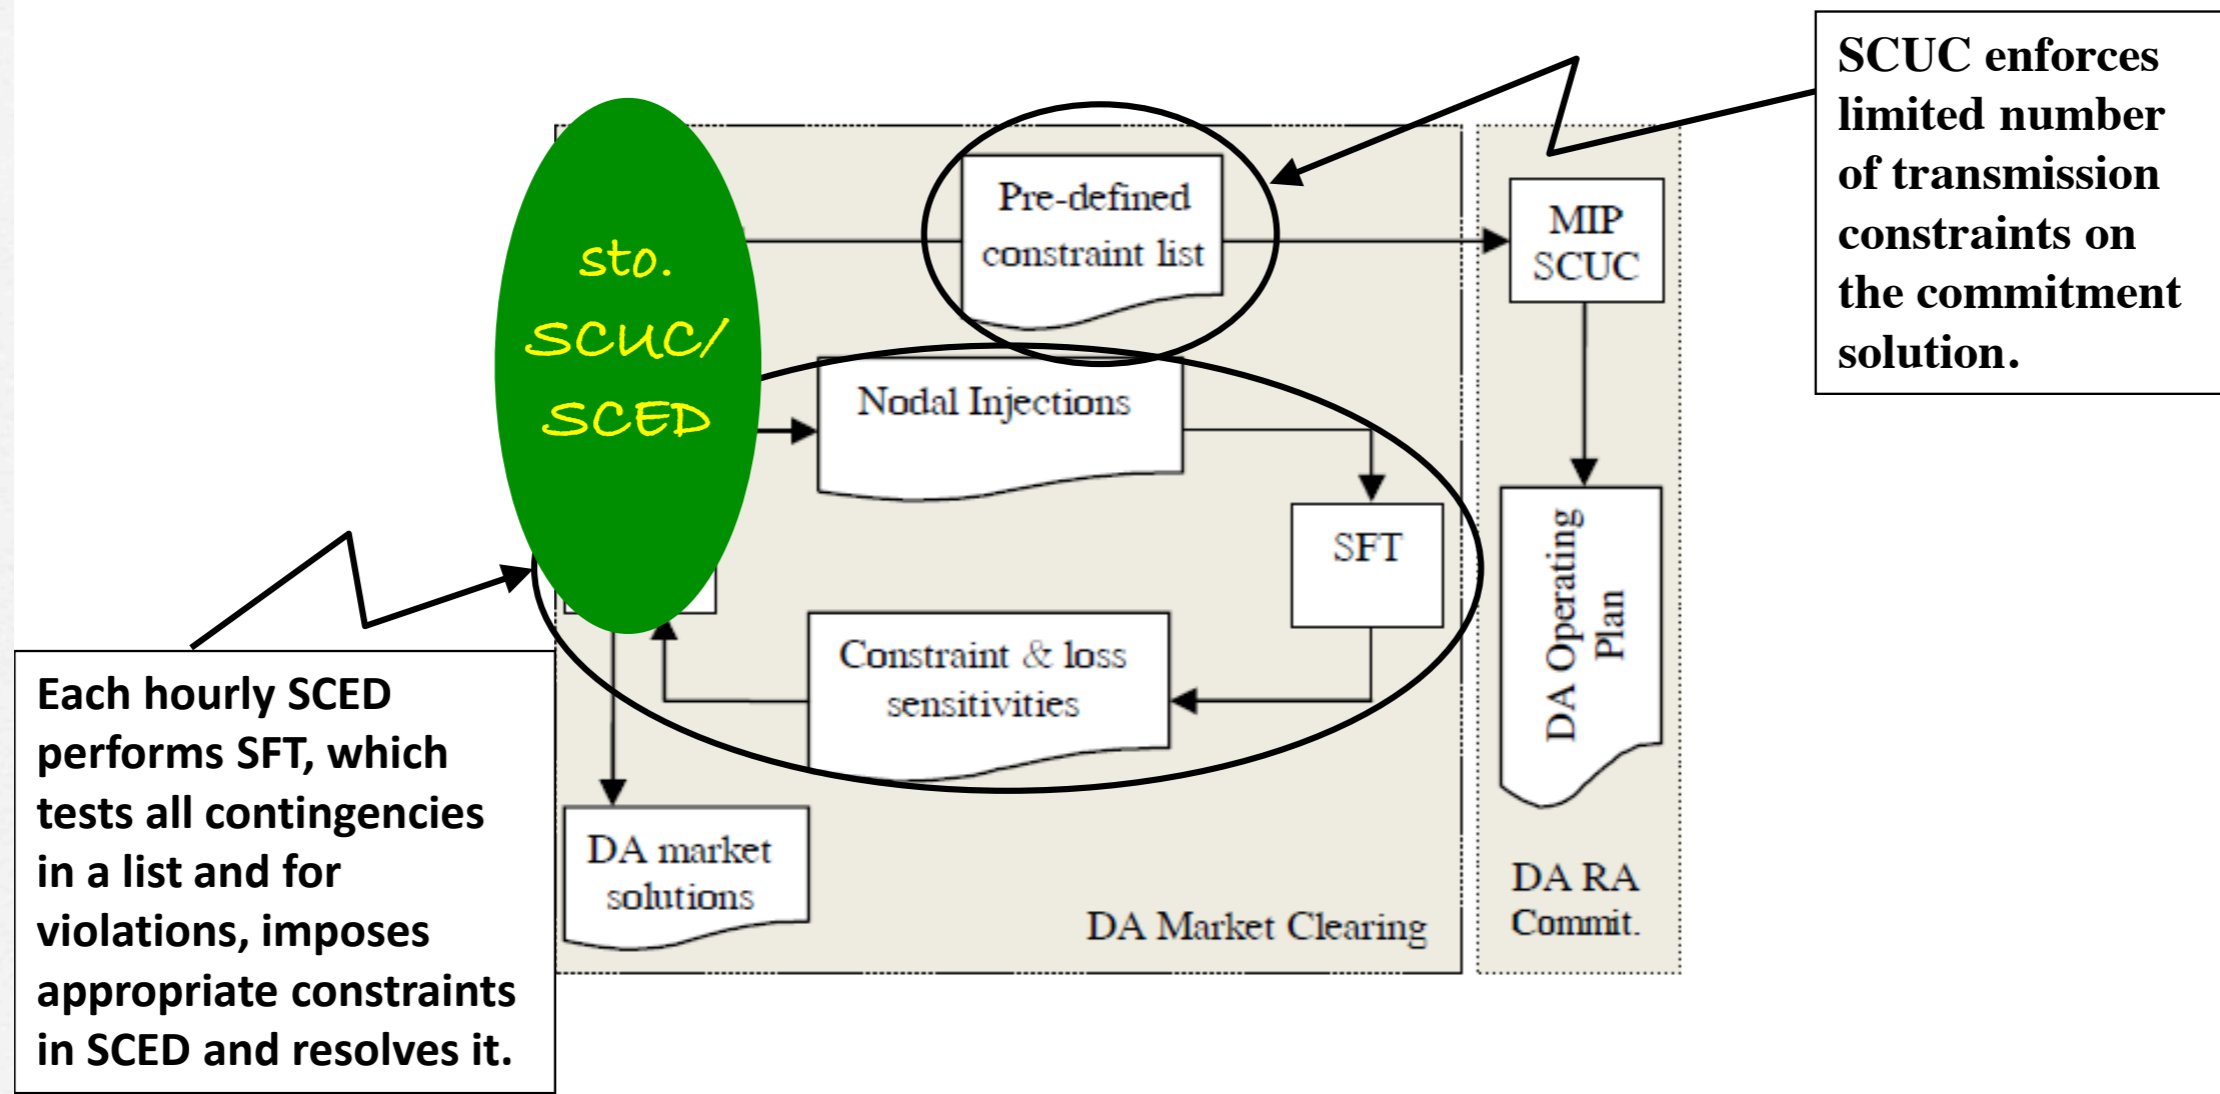 SCUC enforces
limited number
of transmission
constraints on
the commitment
solution.
Pre-defined
constraint list
MIP
SCUC
sto.
SCUC/
SCED
Nodal Injections
SFT
DA Operating
Plan
Constraint & loss
sensitivities
Each hourly SCED
performs SFT, which
tests all contingencies
in a list and for
violations, imposes
appropriate constraints
in SCED and resolves it.
DA market
solutions
DA Market Clearing
DA RA
Commit.